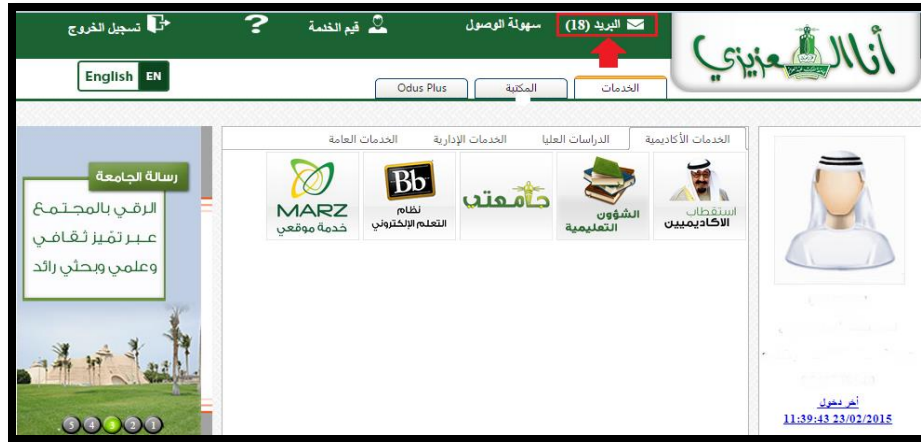 أنا العزيزي
البريد (18)
سهولة الوصول
قيم الخدمة
?
تسجيل الخروج
English EN
الخدمات
المكتبة
Odus Plus
الخدمات الأكاديمية
الدراسات العليا
الخدمات الإدارية
الخدمات العامة
استقطاب
الاكاديميين
الشؤون
التعليمية
جامعتي
Bb
نظام
التعلم الإلكتروني
MARZ
خدمة موقعي
رسالة الجامعة
الرقي بالمجتمع
عبر تميز ثقافي
وعلمي وبحثي رائد
1 2 3 4 5
أخر دخول
11:39:43 23/02/2015